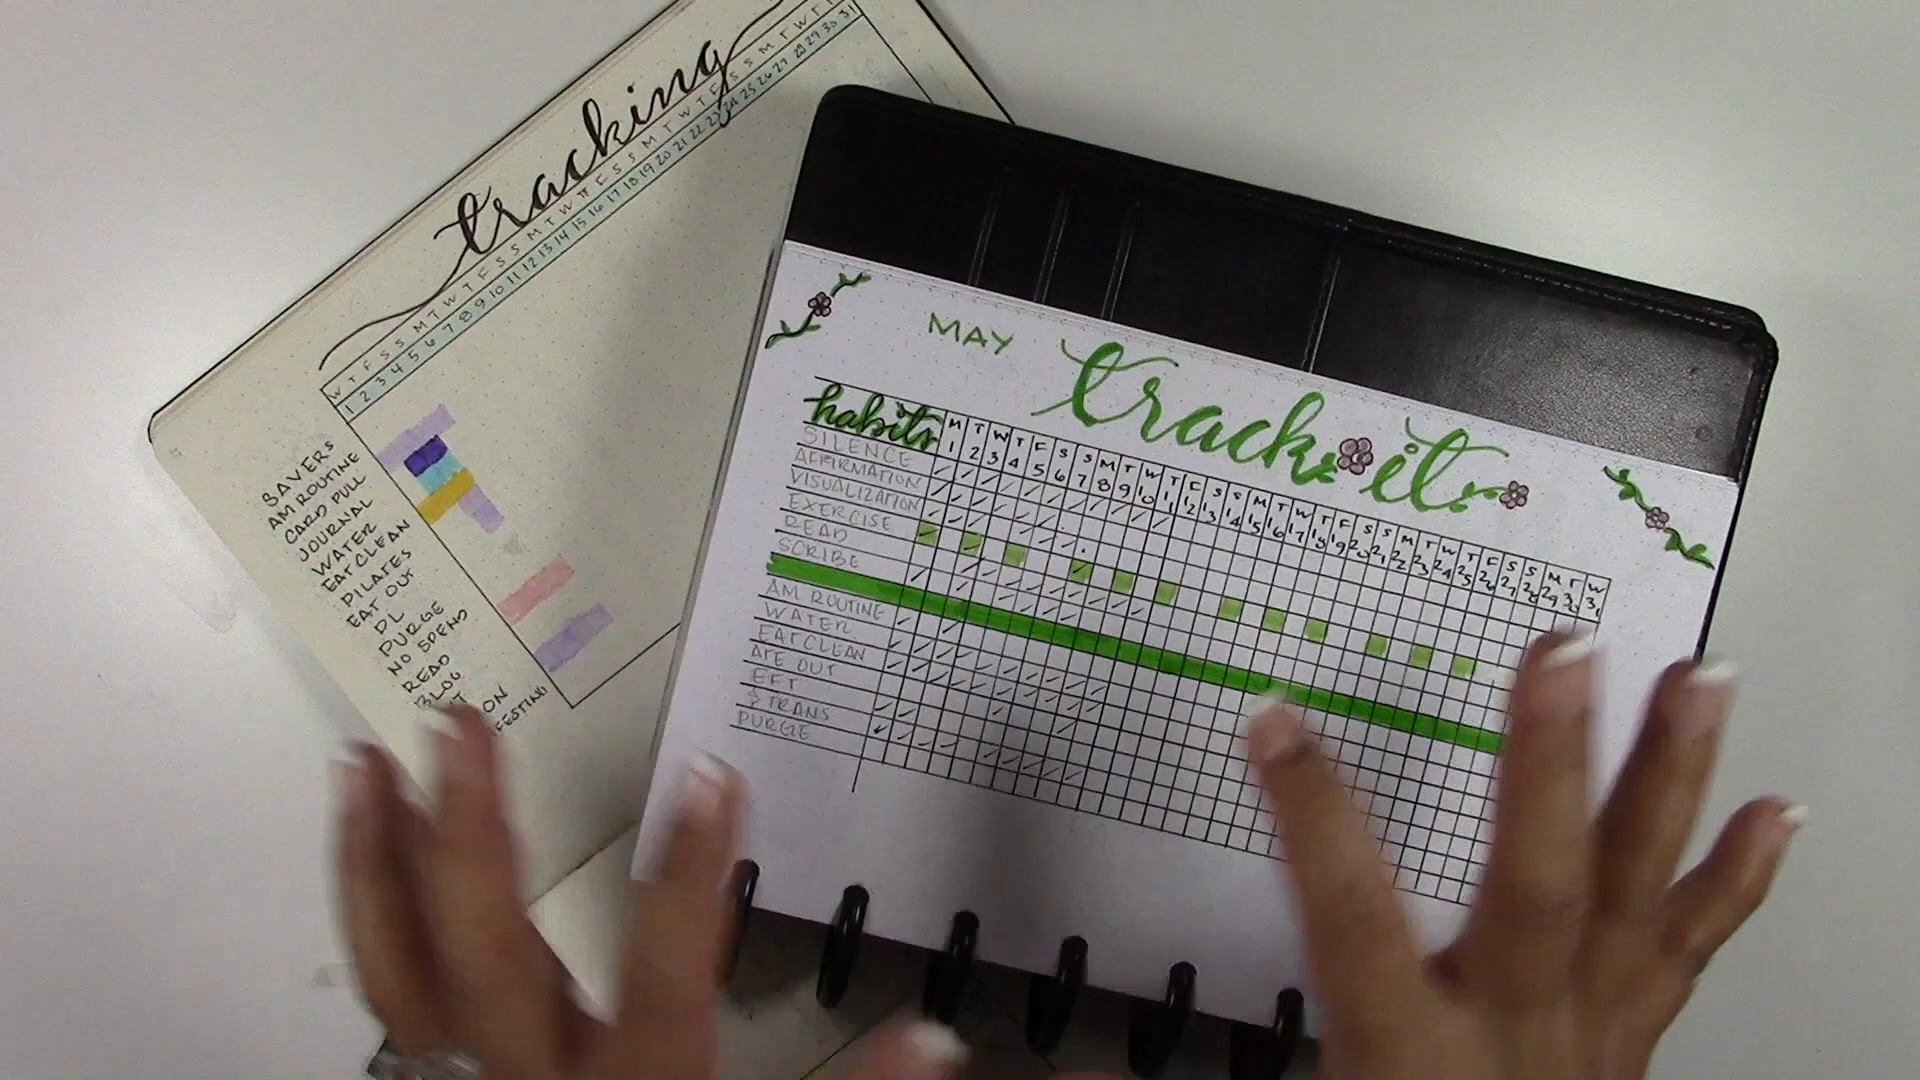 tracking
W T F S S M T W T F S S M T W T F S S M T W T F S S M T W T F
1 2 3 4 5 6 7 8 9 10 11 12 13 14 15 16 17 18 19 20 21 22 23 24 25 26 27 28 29 30 31
SAVERS
AM ROUTINE
CARD PULL
JOURNAL
WATER
EAT CLEAN
PILATES
EAT OUT
DL
PURGE
NO SPEND
READ
BLOG
MAY
track it
habits
M T W T F S S M T W T F S S M T W T F S S M T W T F S S M T W
1 2 3 4 5 6 7 8 9 10 11 12 13 14 15 16 17 18 19 20 21 22 23 24 25 26 27 28 29 30 31
SILENCE
AFFIRMATION
VISUALIZATION
EXERCISE
READ
SCRIBE
AM ROUTINE
WATER
EAT CLEAN
ATE OUT
EFT
$ TRANS
PURGE